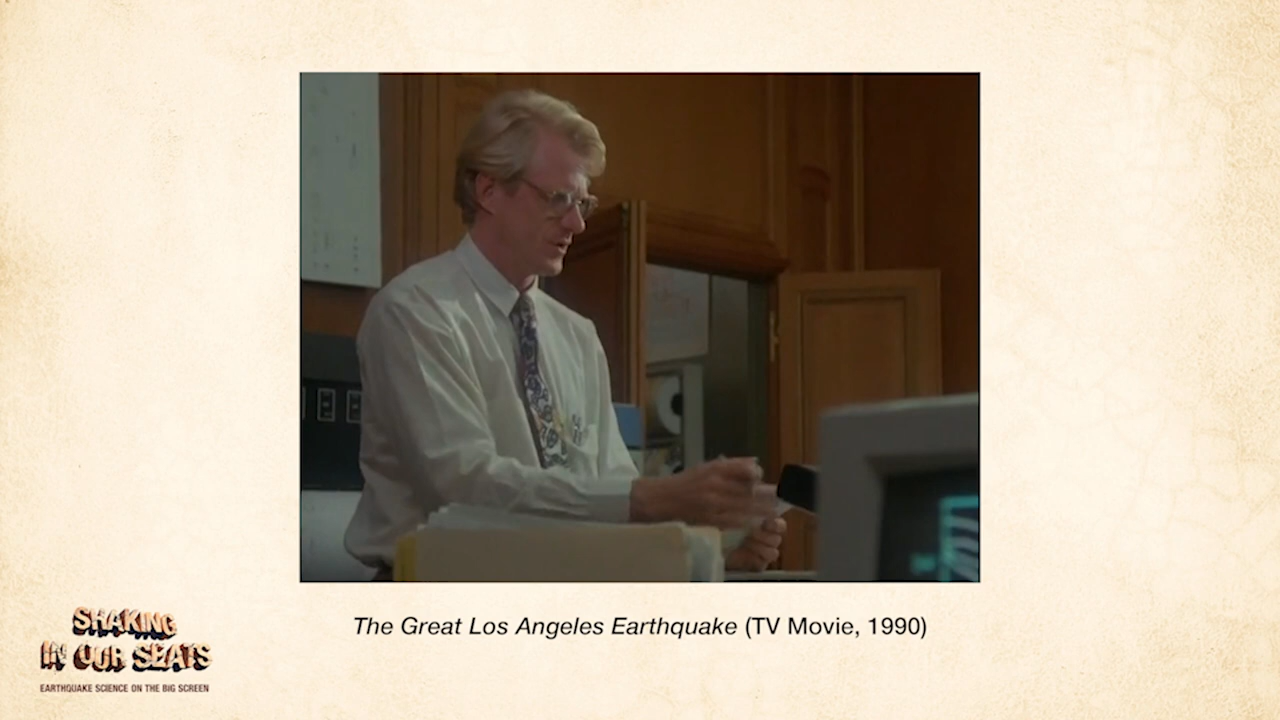 The Great Los Angeles Earthquake (TV Movie, 1990)
SHAKING
IN OUR SEATS
EARTHQUAKE SCIENCE ON THE BIG SCREEN